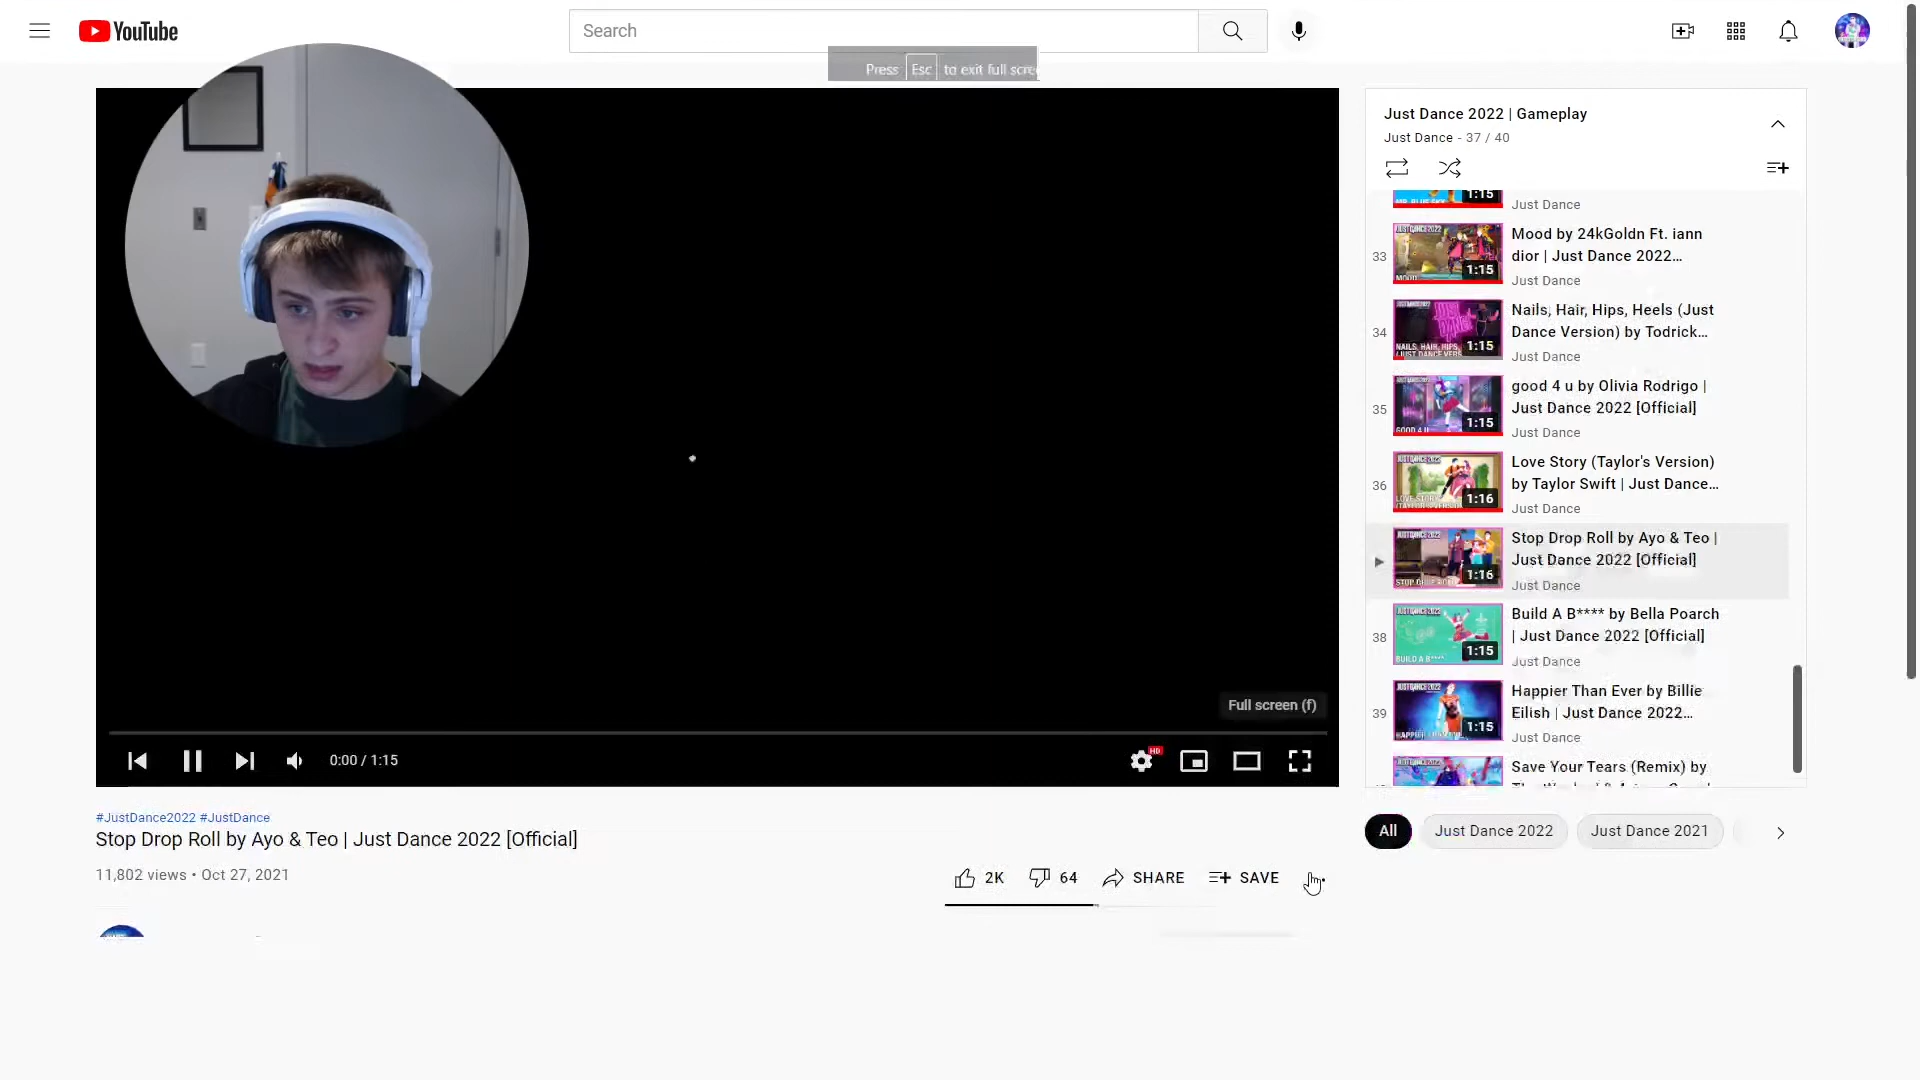 YouTube
Search
Press Esc to exit full scre
Just Dance 2022 | Gameplay
Just Dance - 37 / 40
1:15
Just Dance
33
JUST DANCE 2022
MOOD
1:15
Mood by 24kGoldn Ft. iann
dior | Just Dance 2022...
Just Dance
34
1:15
Nails, Hair, Hips, Heels (Just
Dance Version) by Todrick...
Just Dance
35
GOOD 4 U
1:15
good 4 u by Olivia Rodrigo |
Just Dance 2022 [Official]
Just Dance
36
1:16
Love Story (Taylor's Version)
by Taylor Swift | Just Dance...
Just Dance
1:16
Stop Drop Roll by Ayo & Teo |
Just Dance 2022 [Official]
Just Dance
38
BUILD A B****
1:15
Build A B**** by Bella Poarch
| Just Dance 2022 [Official]
Just Dance
39
1:15
Happier Than Ever by Billie
Eilish | Just Dance 2022...
Just Dance
Save Your Tears (Remix) by
Full screen (f)
0:00 / 1:15
HD
#JustDance2022 #JustDance
Stop Drop Roll by Ayo & Teo | Just Dance 2022 [Official]
11,802 views • Oct 27, 2021
2K
64
SHARE
SAVE
All
Just Dance 2022
Just Dance 2021